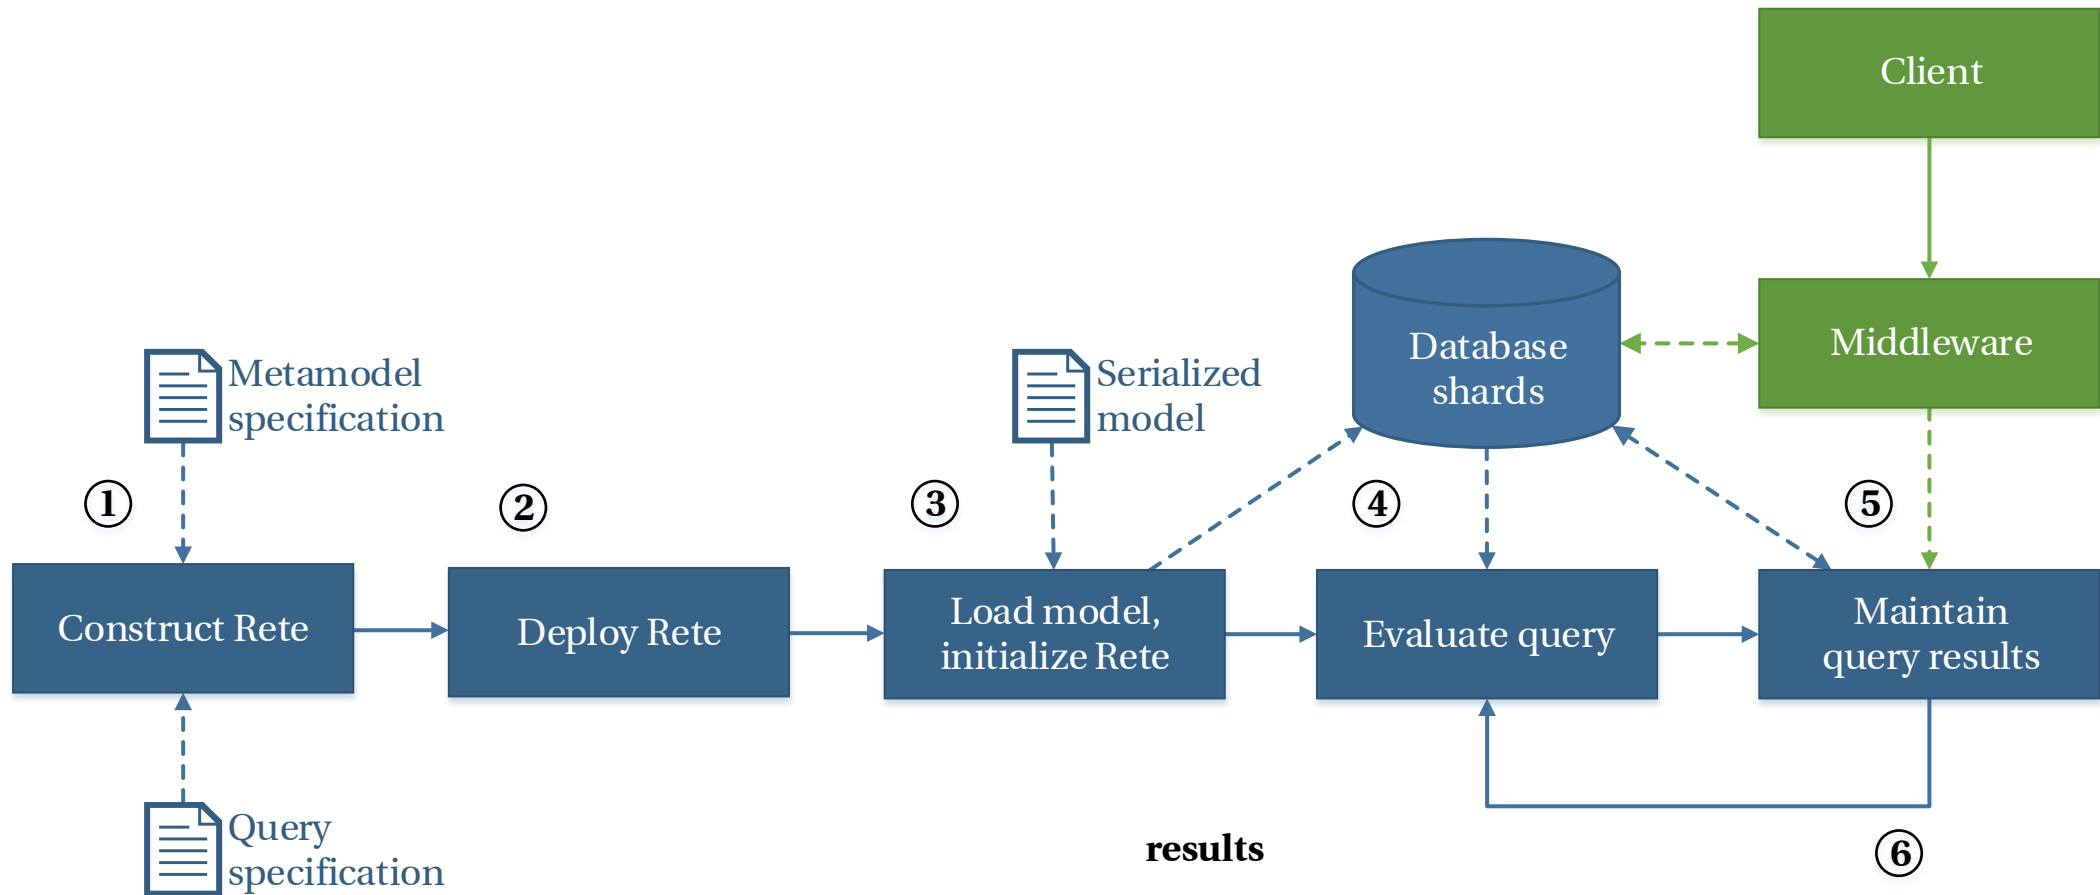 Client
Database
shards
Middleware
Metamodel
specification
Serialized
model
1
2
3
4
5
Construct Rete
Deploy Rete
Load model,
initialize Rete
Evaluate query
Maintain
query results
Query
specification
results
6